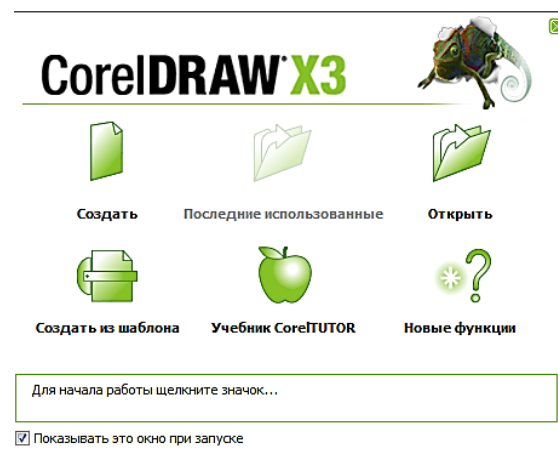 CorelDRAW X3
Создать
Последние использованные
Открыть
Создать из шаблона
Учебник CorelTUTOR
Новые функции
Для начала работы щелкните значок...
Показывать это окно при запуске